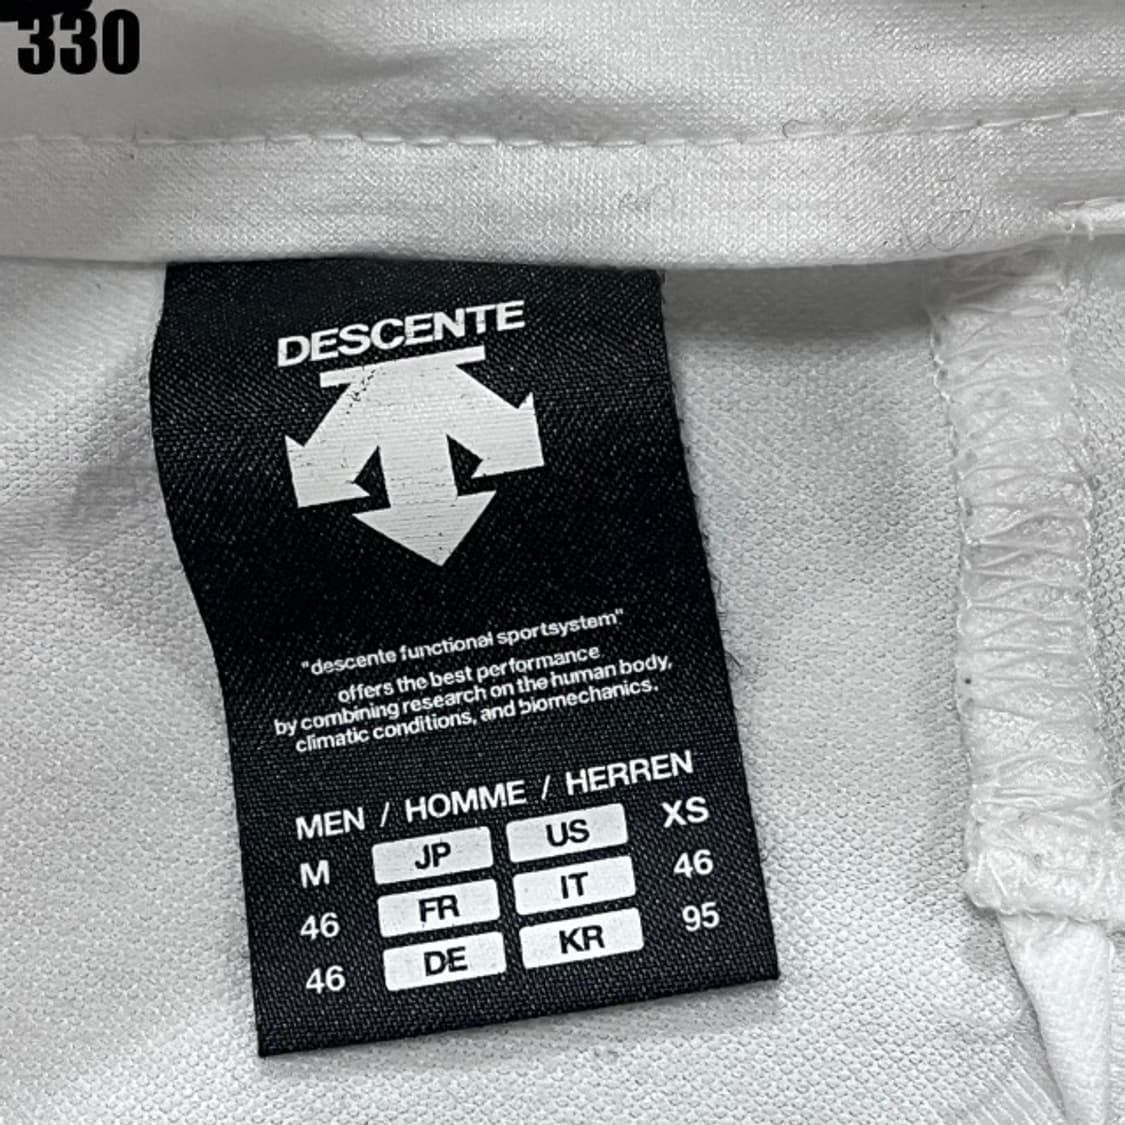 330
DESCENTE
"descente functional sportsystem"
offers the best performance
by combining research on the human body,
climatic conditions, and biomechanics.
MEN / HOMME / HERREN
M JP US XS
46 FR IT 46
46 DE KR 95